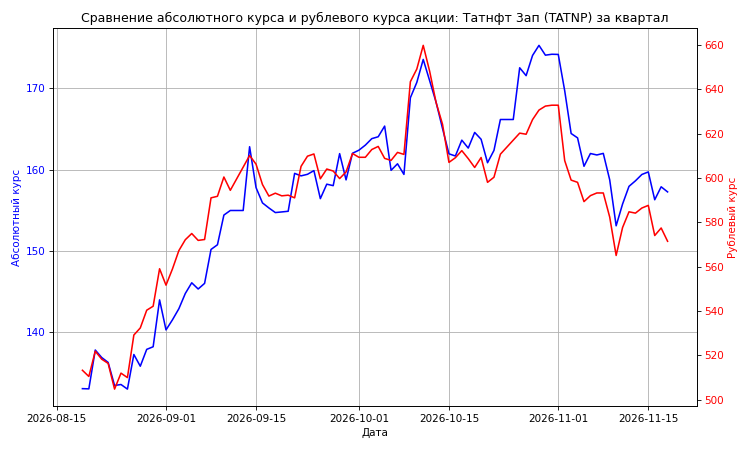 Сравнение абсолютного курса и рублевого курса акции: Татнфт 3ап (TATNP) за квартал
170
160
150
140
Абсолютный курс
660
640
620
600
580
560
540
520
500
Рублевый курс
2026-08-15 2026-09-01 2026-09-15 2026-10-01 2026-10-15 2026-11-01 2026-11-15
Дата